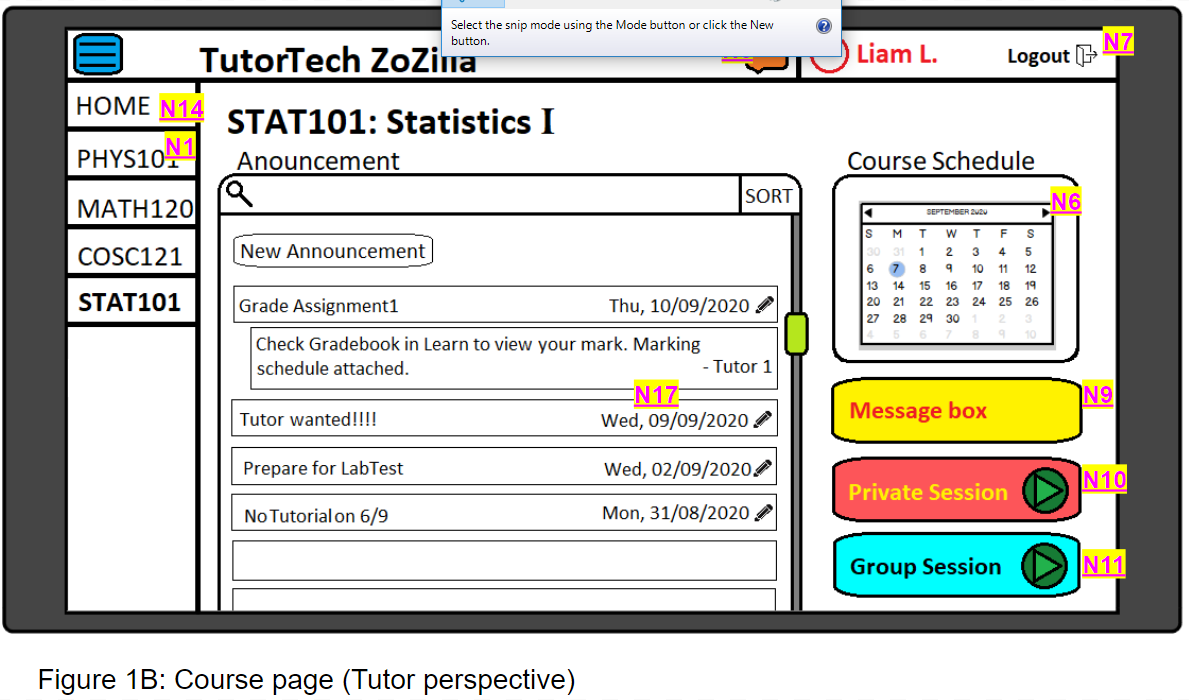 Select the snip mode using the Mode button or click the New
button.
TutorTech ZoZilla
Liam L.
Logout
N7
HOME N14
PHYS101 N1
MATH120
COSC121
STAT101
STAT101: Statistics I
Anouncement
SORT
New Announcement
Grade Assignment1 Thu, 10/09/2020
Check Gradebook in Learn to view your mark. Marking
schedule attached.
- Tutor 1
N17
Tutor wanted!!!! Wed, 09/09/2020
Prepare for LabTest Wed, 02/09/2020
No Tutorial on 6/9 Mon, 31/08/2020
Course Schedule
N6
SEPTEMBER 2020
S M T W T F S
30 31 1 2 3 4 5
6 7 8 9 10 11 12
13 14 15 16 17 18 19
20 21 22 23 24 25 26
27 28 29 30 1 2 3
4 5 6 7 8 9 10
Message box N9
Private Session N10
Group Session N11
Figure 1B: Course page (Tutor perspective)